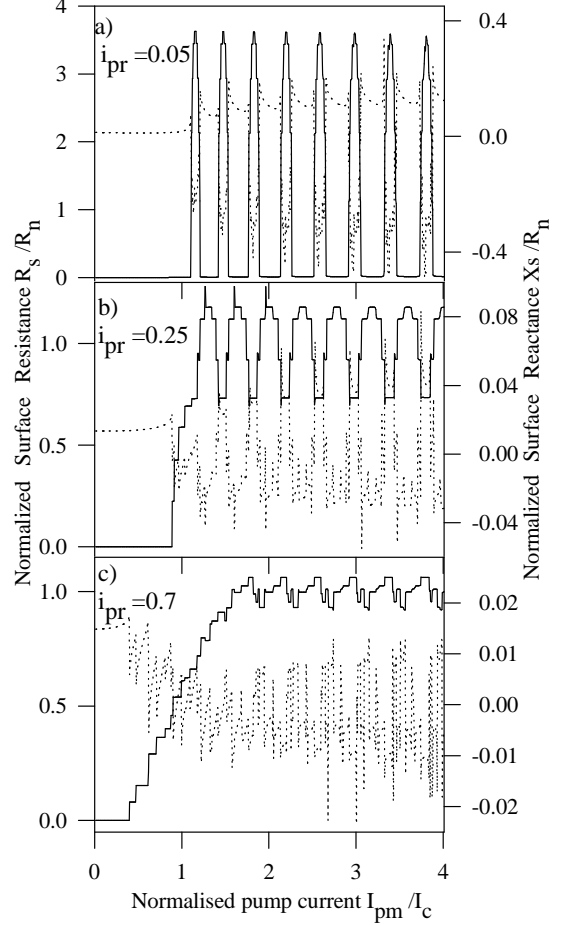 a)
i_pr =0.05
4
3
2
1
0
0.4
0.0
-0.4
b)
i_pr =0.25
1.0
0.5
0.0
0.08
0.04
0.00
-0.04
c)
i_pr =0.7
1.0
0.5
0.0
0.02
0.01
0.00
-0.01
-0.02
0 1 2 3 4
Normalised pump current I_pm /I_c
Normalized Surface Resistance R_s /R_n
Normalized Surface Reactance Xs /R_n